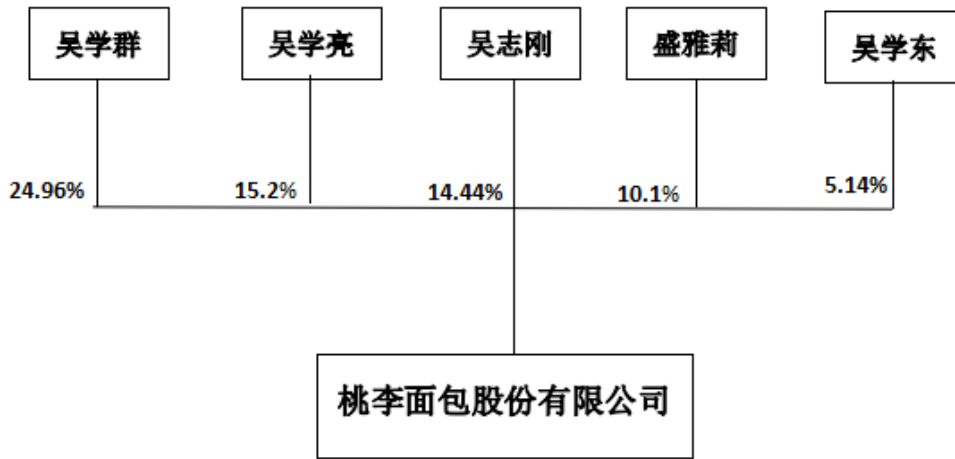 吴学群
吴学亮
吴志刚
盛雅莉
吴学东
24.96%
15.2%
14.44%
10.1%
5.14%
桃李面包股份有限公司